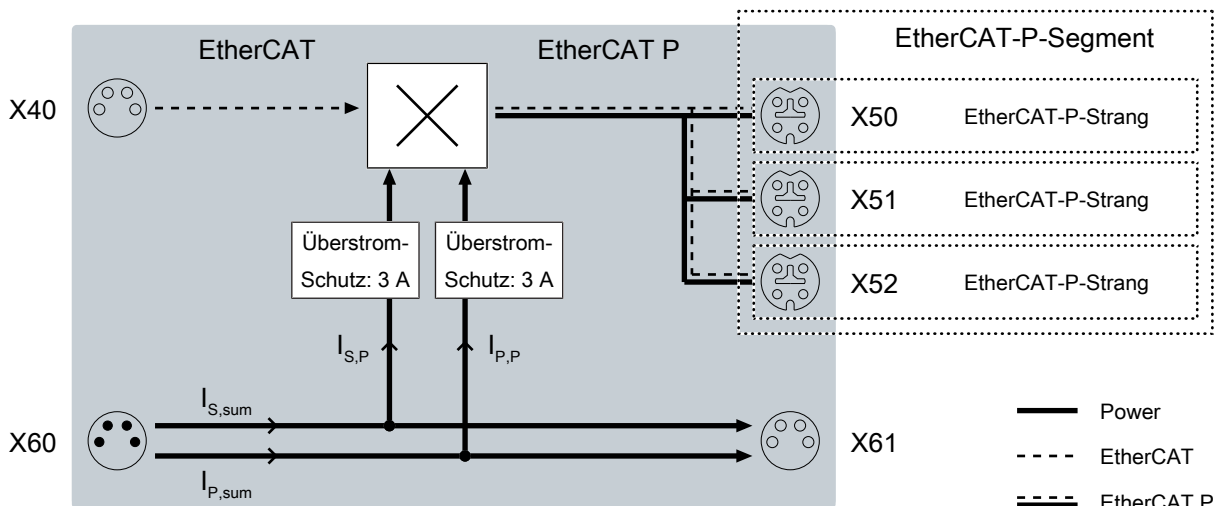 EtherCAT
EtherCAT P
EtherCAT-P-Segment
X40
X50
EtherCAT-P-Strang
X51
EtherCAT-P-Strang
Überstrom-
Schutz: 3 A
Überstrom-
Schutz: 3 A
X52
EtherCAT-P-Strang
I S,P
I P,P
I S,sum
X60
X61
I P,sum
Power
EtherCAT
EtherCAT P